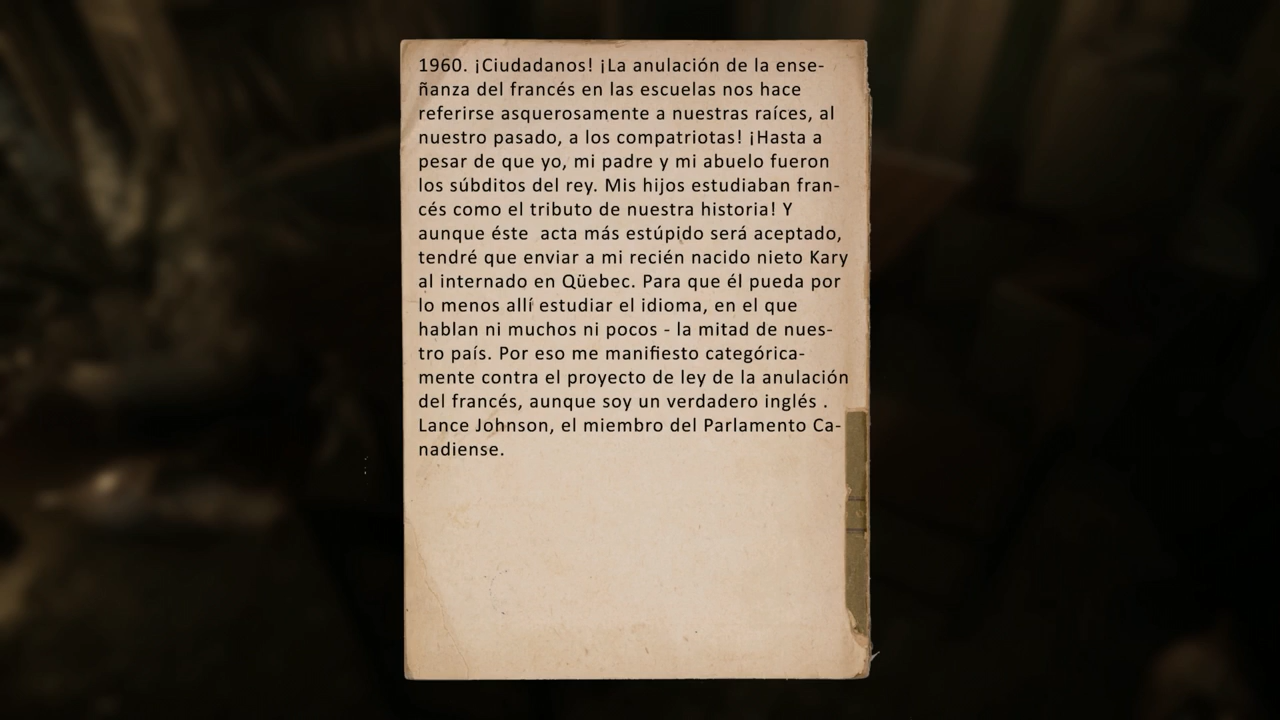 1960. ¡Ciudadanos! ¡La anulación de la ense-
ñanza del francés en las escuelas nos hace
referirse asquerosamente a nuestras raíces, al
nuestro pasado, a los compatriotas! ¡Hasta a
pesar de que yo, mi padre y mi abuelo fueron
los súbditos del rey. Mis hijos estudiaban fran-
cés como el tributo de nuestra historia! Y
aunque éste  acta más estúpido será aceptado,
tendré que enviar a mi recién nacido nieto Kary
al internado en Qüebec. Para que él pueda por
lo menos allí estudiar el idioma, en el que
hablan ni muchos ni pocos - la mitad de nues-
tro país. Por eso me manifiesto categórica-
mente contra el proyecto de ley de la anulación
del francés, aunque soy un verdadero inglés .
Lance Johnson, el miembro del Parlamento Ca-
nadiense.